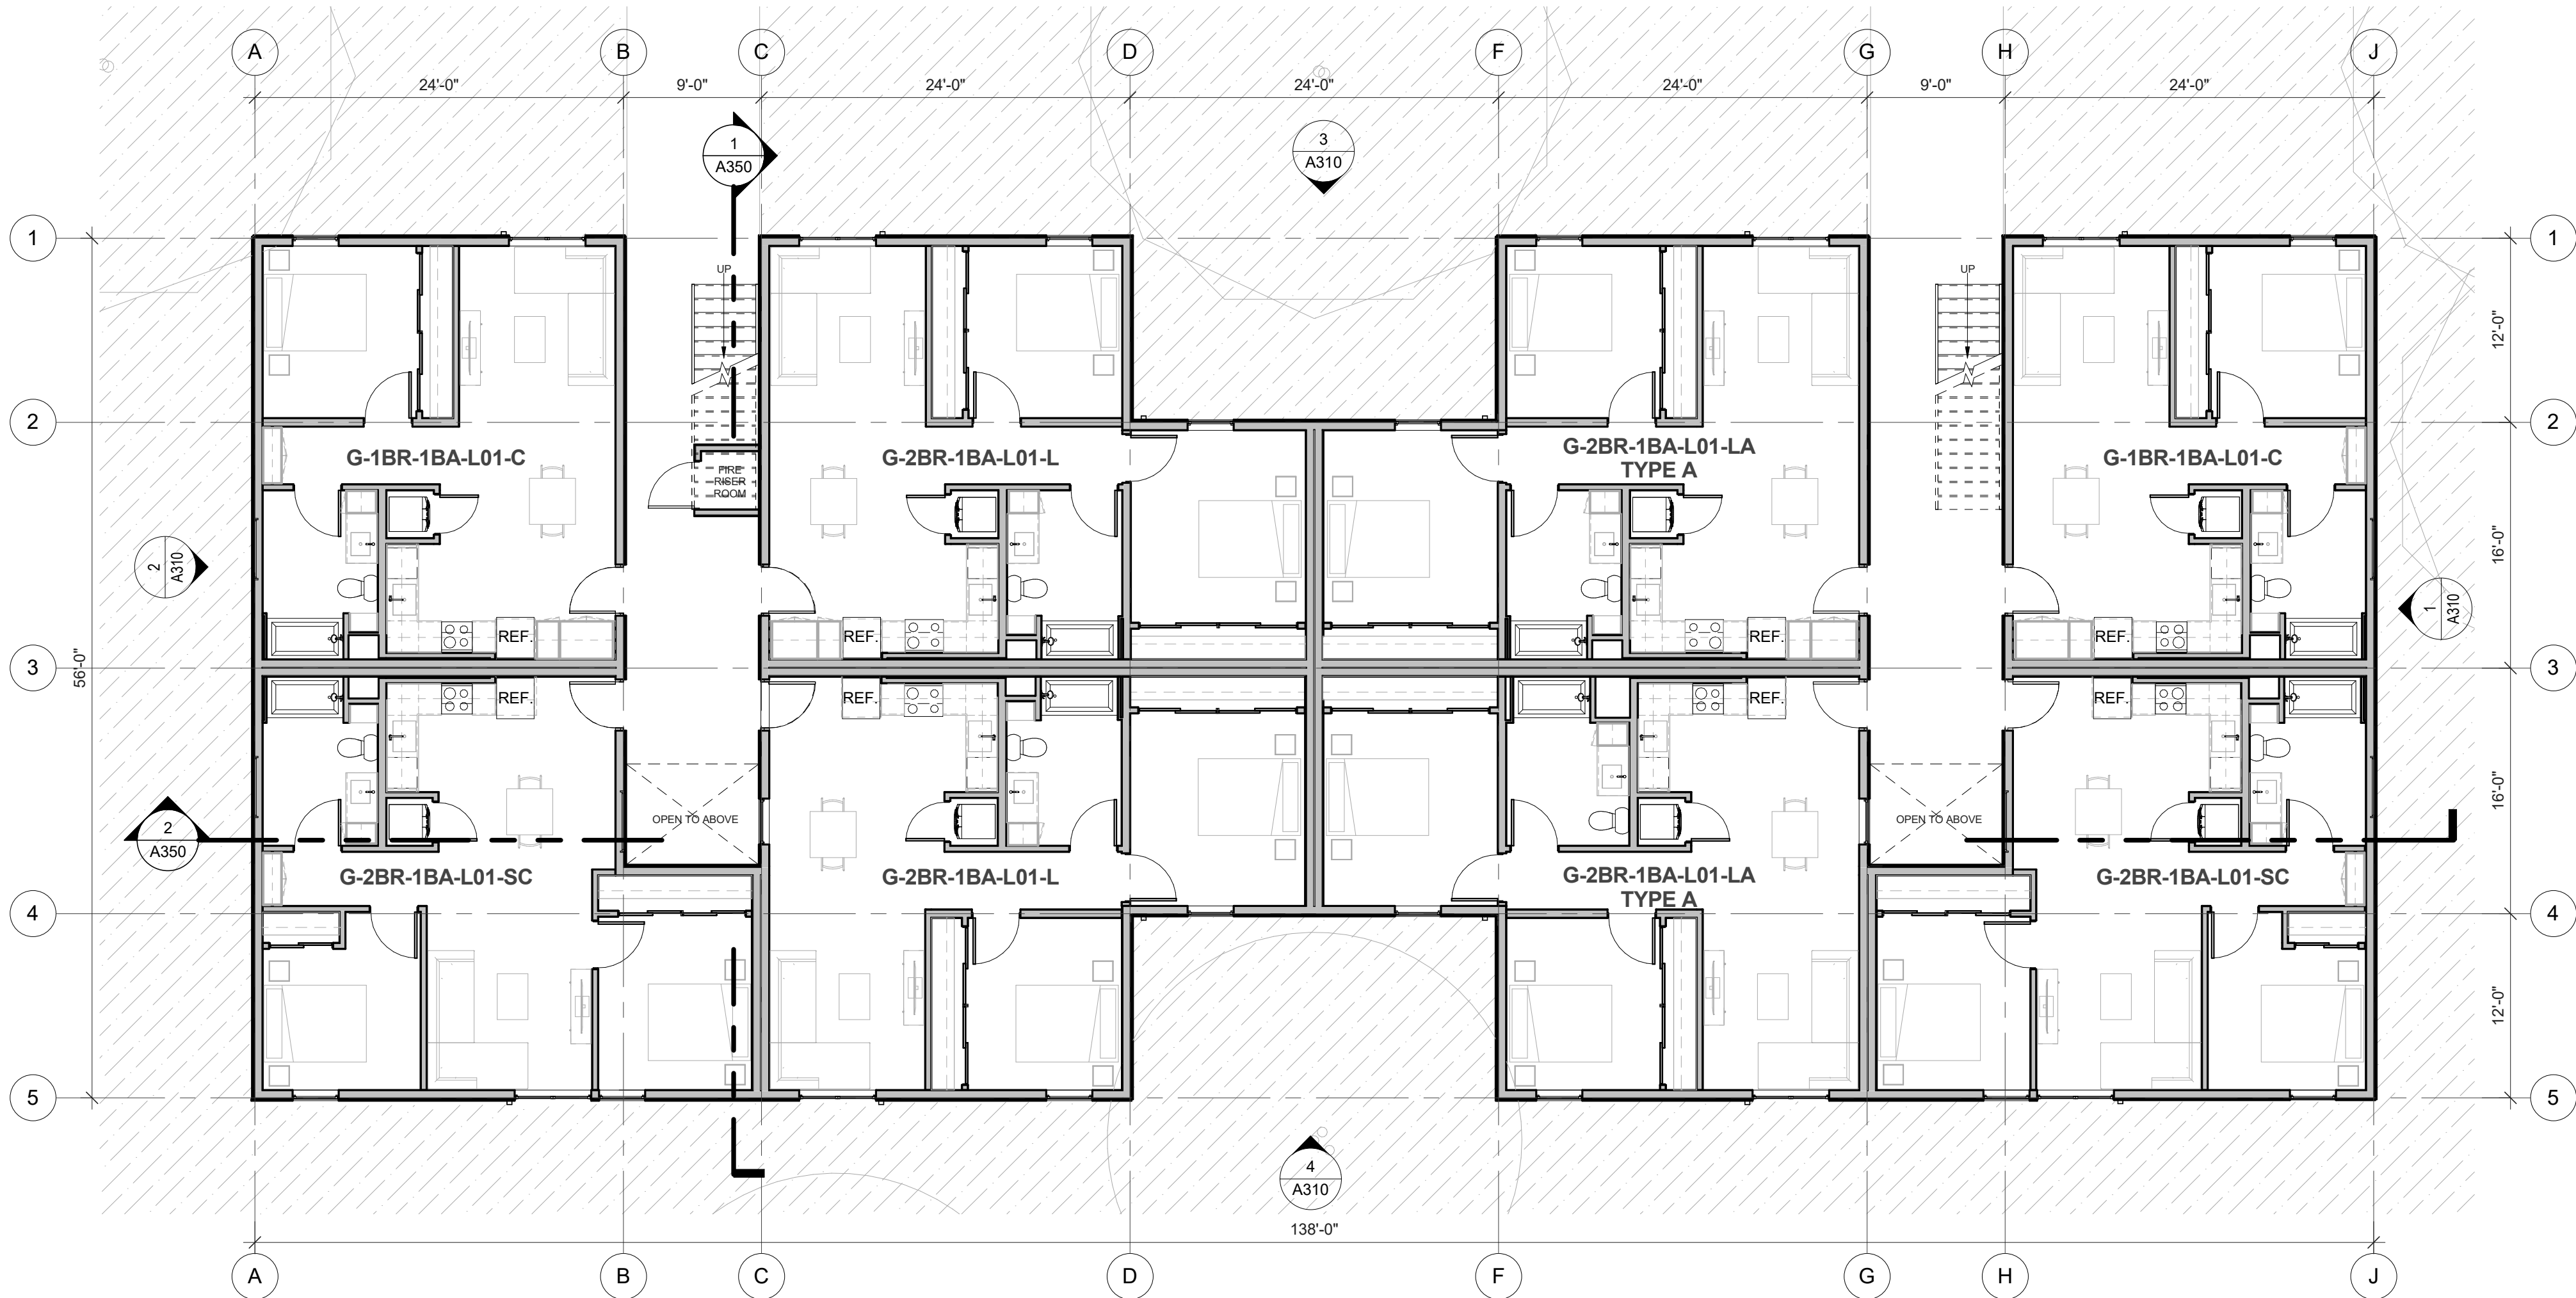 A B C D F G H J
24'-0" 9'-0" 24'-0" 24'-0" 24'-0" 9'-0" 24'-0"
1
A350
3
A310
1 1
UP UP
12'-0"
2 2
G-1BR-1BA-L01-C
G-2BR-1BA-L01-L
G-2BR-1BA-L01-LA
TYPE A
G-1BR-1BA-L01-C
FIRE
RISER
ROOM
16'-0"
2
A310
1
A310
REF. REF. REF. REF.
3 3
56'-0"
REF. REF. REF. REF.
16'-0"
OPEN TO ABOVE OPEN TO ABOVE
2
A350
G-2BR-1BA-L01-SC
G-2BR-1BA-L01-L
G-2BR-1BA-L01-LA
TYPE A
G-2BR-1BA-L01-SC
4 4
12'-0"
5 5
4
A310
138'-0"
A B C D F G H J